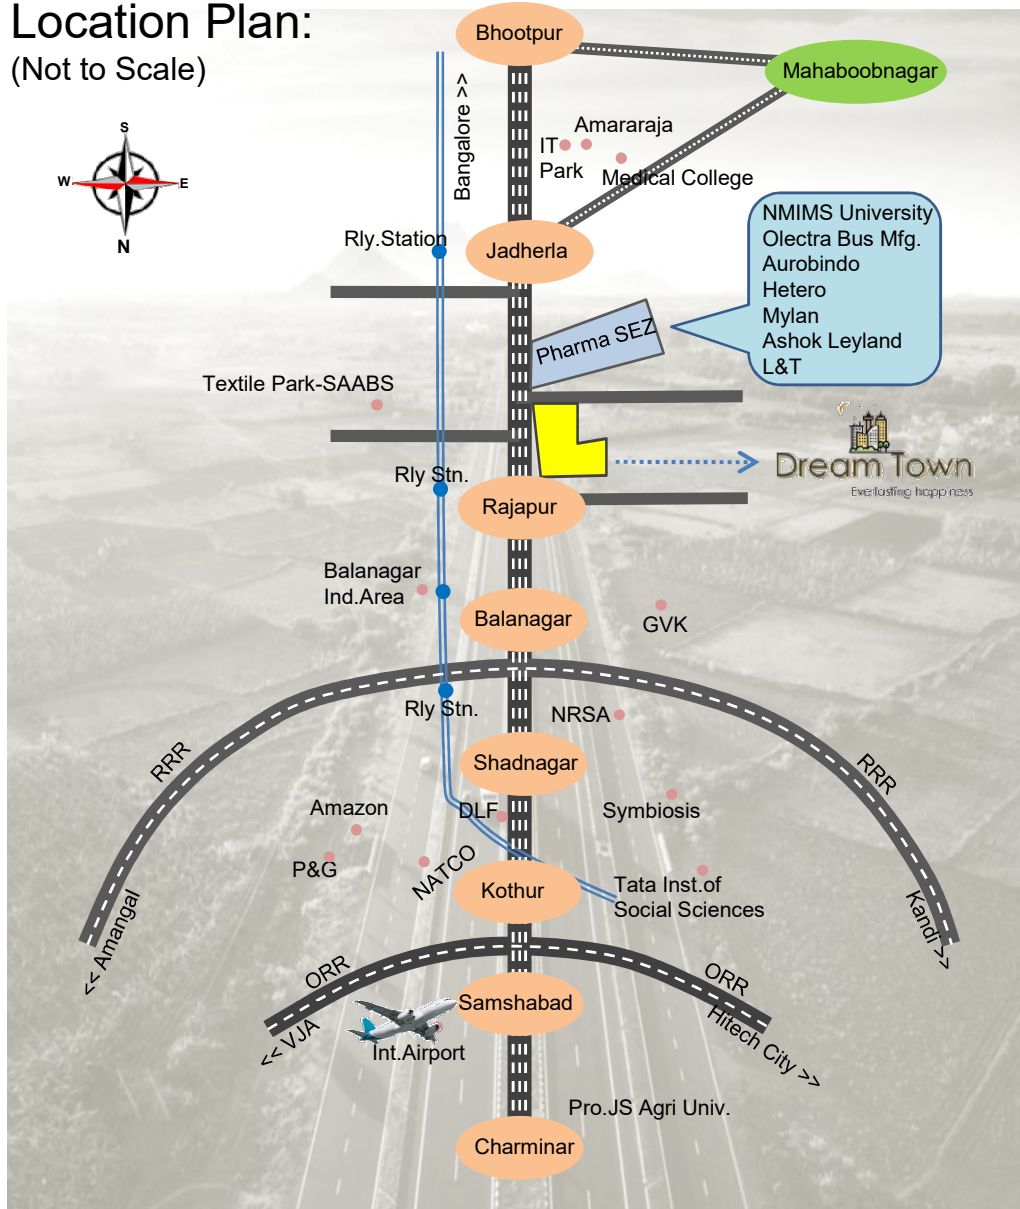 Location Plan:
(Not to Scale)
Bhootpur
Mahaboobnagar
Bangalore >>
S
W
E
N
Amararaja
IT
Park
Medical College
Rly.Station
Jadherla
NMIMS University
Olectra Bus Mfg.
Aurobindo
Hetero
Mylan
Ashok Leyland
L&T
Pharma SEZ
Textile Park-SAABS
Dream Town
Everlasting happiness
Rly Stn.
Rajapur
Balanagar
Ind.Area
Balanagar
GVK
Rly Stn.
NRSA
RRR
Shadnagar
RRR
Amazon
DLF
Symbiosis
P&G
NATCO
Kothur
Tata Inst.of
Social Sciences
<< Amangal
Kandi >>
ORR
ORR
Samshabad
<< VJA
Hitech City >>
Int.Airport
Pro.JS Agri Univ.
Charminar